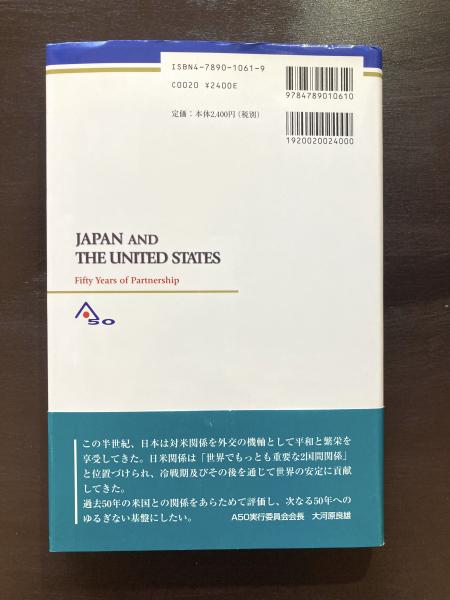 ISBN4-7890-1061-9
C0020 ¥2400E
定価：本体2,400円(税別)
9784789010610
1920020024000
JAPAN AND
THE UNITED STATES
Fifty Years of Partnership
A50
この半世紀、日本は対米関係を外交の機軸として平和と繁栄を
享受してきた。日米関係は「世界でもっとも重要な2国間関係」
と位置づけられ、冷戦期及びその後を通じて世界の安定に貢献
してきた。
過去50年の米国との関係をあらためて評価し、次なる50年への
ゆるぎない基盤にしたい。 A50実行委員会会長 大河原良雄